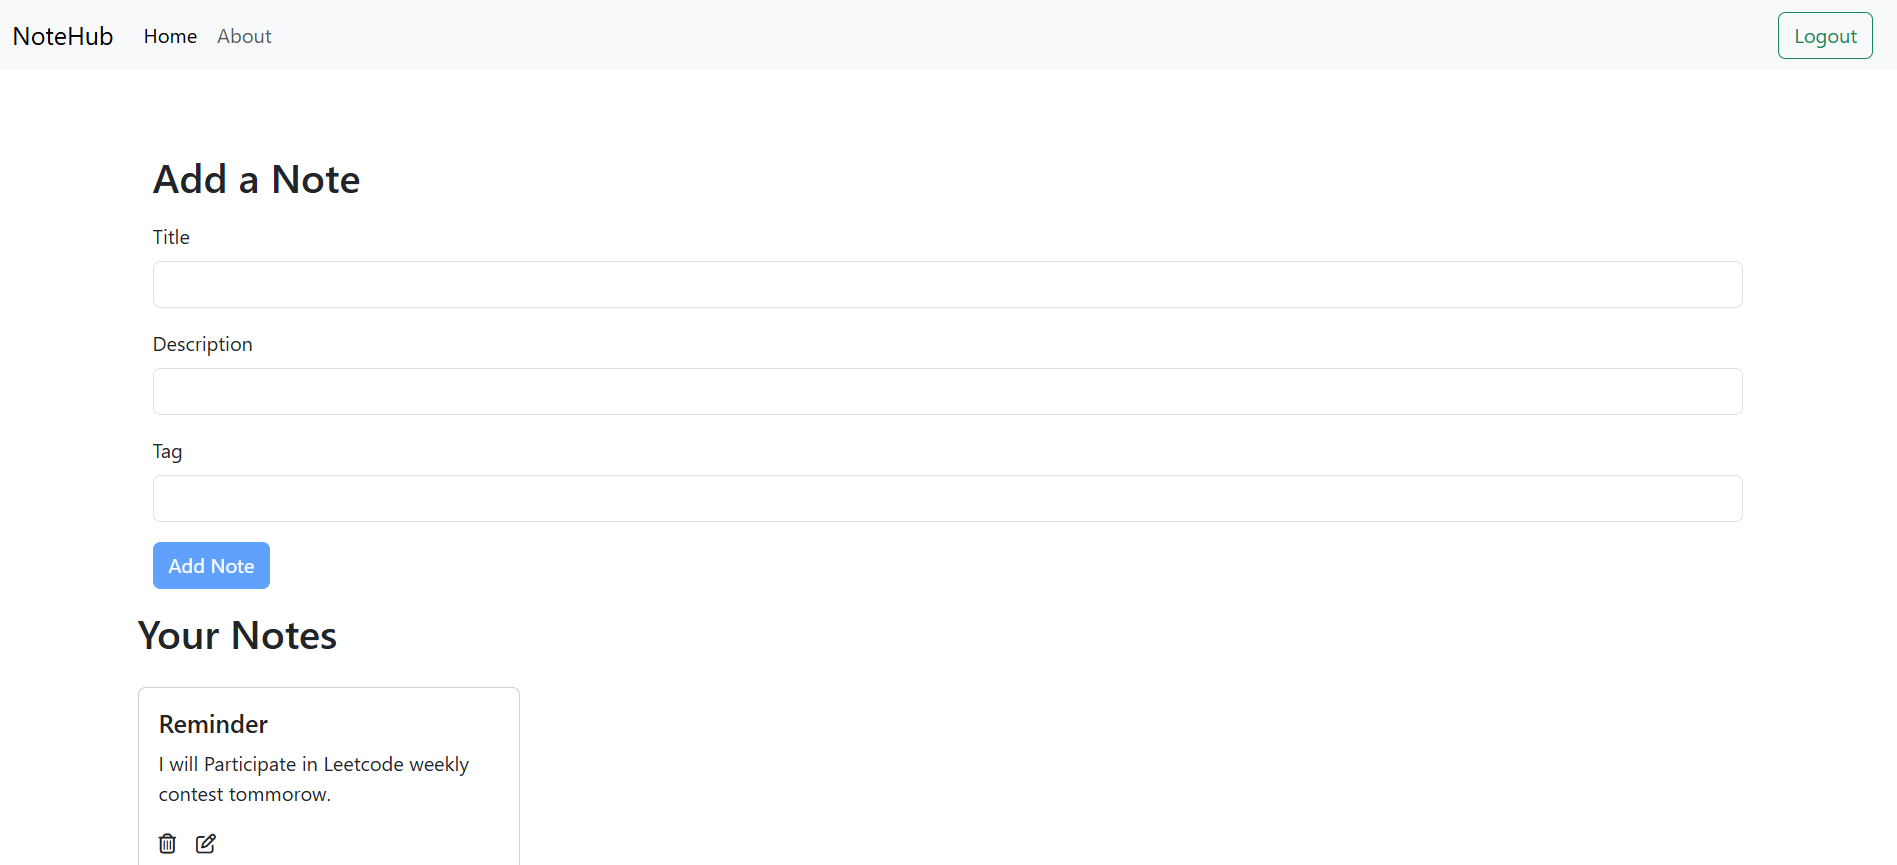 NoteHub Home About Logout
Add a Note
Title
Description
Tag
Add Note
Your Notes
Reminder
I will Participate in Leetcode weekly
contest tommorow.